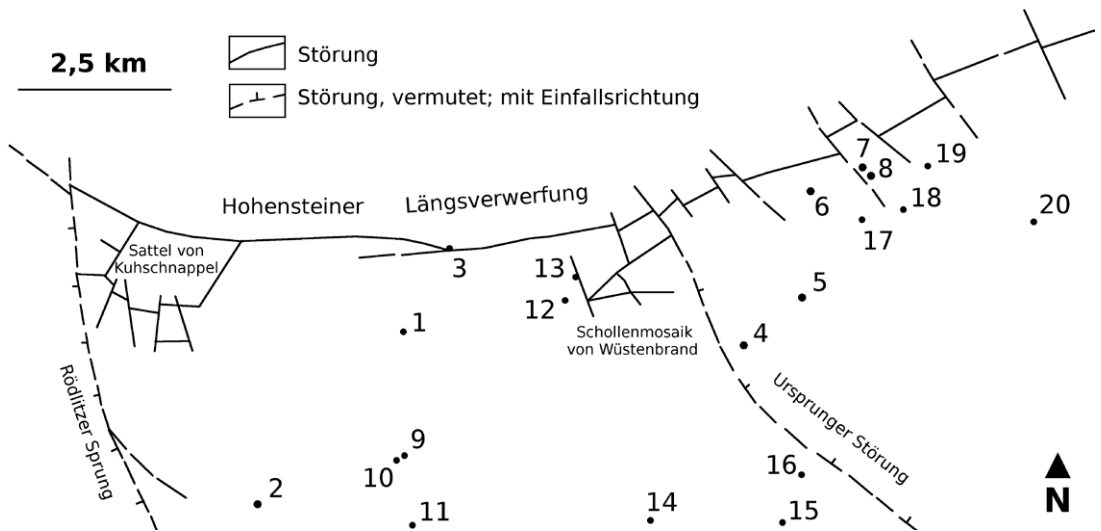 2,5 km
Störung
Störung, vermutet; mit Einfallsrichtung
Hohensteiner Längsverwerfung
Sattel von
Kuhschnappel
Rödlitzer Sprung
Schollenmosaik
von Wüstenbrand
Ursprunger Störung
7
8
19
6
18
17
20
3
13
12
5
1
4
9
10
16
2
11
14
15
N